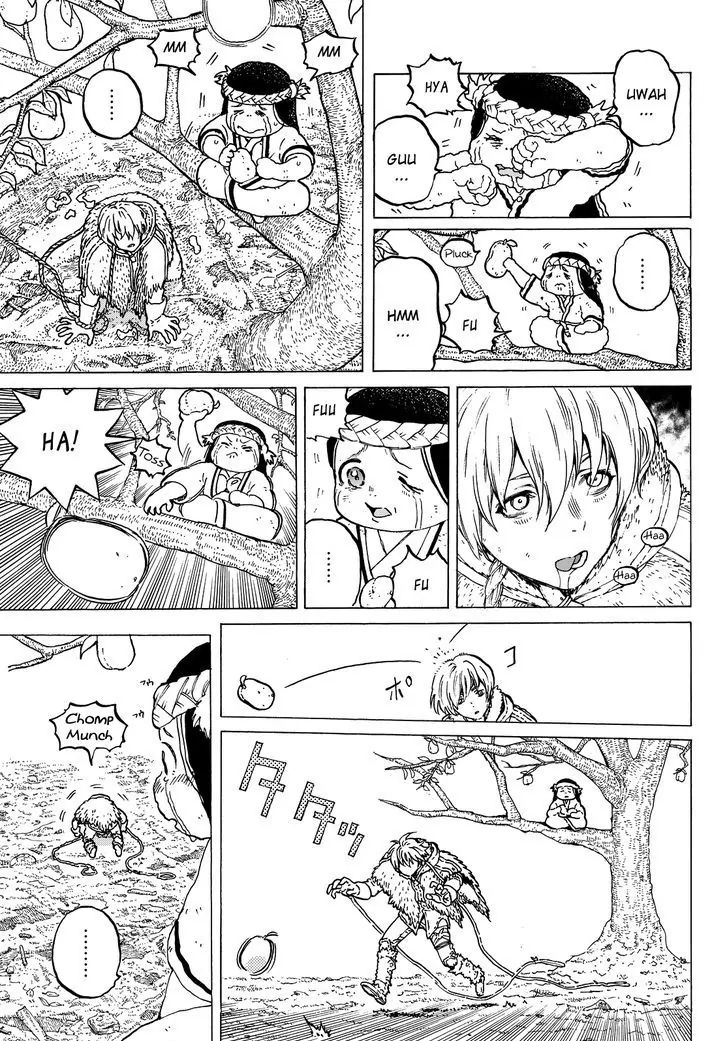 UWAH
...
HYA
GUU
...
......
Pluck
FU
HMM
...
MM
MM
......
Haa
Haa
FUU
......
FU
TOSS
HA!
ポコ
タタタッ
Chomp
Munch
......